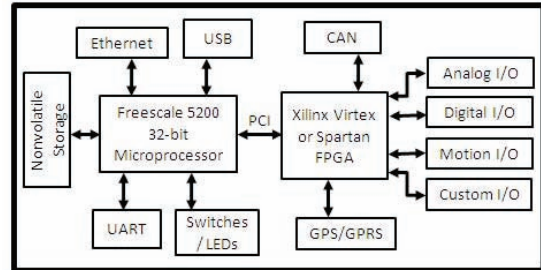 Ethernet
USB
CAN
Nonvolatile
Storage
Freescale 5200
32-bit
Microprocessor
PCI
Xilinx Virtex
or Spartan
FPGA
Analog I/O
Digital I/O
Motion I/O
Custom I/O
UART
Switches
/ LEDs
GPS/GPRS